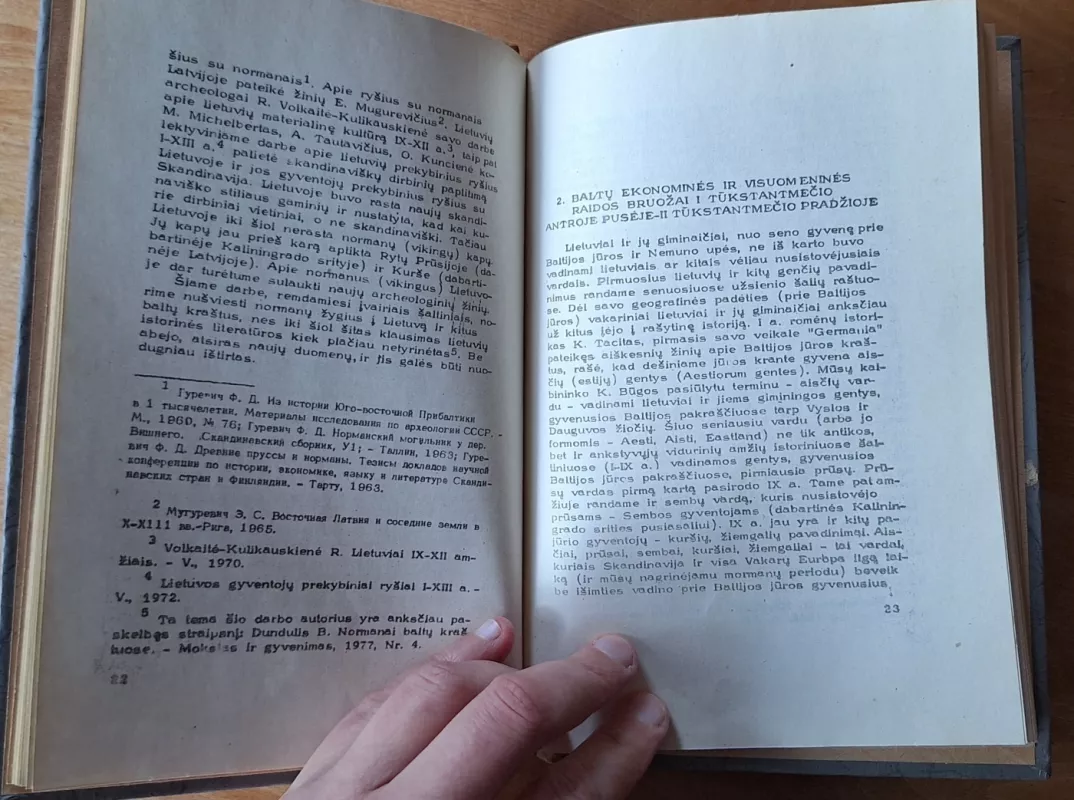 šius su normanais¹. Apie ryšius su normanais
Latvijoje pateikė žinių E. Mugurevičius². Lietuvių
archeologai R. Volkaitė-Kulikauskienė savo darbe
apie lietuvių materialinę kultūrą IX-XII a.³, taip pat
M. Michelbertas, A. Tautavičius, O. Kuncienė ko-
lektyviniame darbe apie lietuvių prekybinius ryšius
I-XIII a.⁴ palietė skandinaviškų dirbinių paplitimą
Lietuvoje ir jos gyventojų prekybinius ryšius su
Skandinavija. Lietuvoje buvo rasta naujų skandi-
naviško stiliaus gaminių ir nustatyta, kad kai ku-
rie dirbiniai vietiniai, o ne skandinaviški. Tačiau
Lietuvoje iki šiol nerasta normanų (vikingų) kapų.
Jų kapų jau prieš karą aptikta Rytų Prūsijoje (da-
bartinėje Kaliningrado srityje) ir Kurše (dabarti-
nėje Latvijoje). Apie normanus (vikingus) Lietuvo-
je dar turėtume sulaukti naujų archeologinių žinių.
Šiame darbe, remdamiesi įvairiais šaltiniais, no-
rime nušviesti normanų žygius į Lietuvą ir kitus
baltų kraštus, nes iki šiol šitas klausimas lietuvių
istorinės literatūros kiek plačiau netyrinėtas⁵. Be
abejo, atsiras naujų duomenų, ir jis galės būti nuo-
dugniau ištirtas.
1 Гуревич Ф. Д. Из истории Юго-восточной Прибалтики
в 1 тысячелетии. Материалы исследования по археологии СССР. -
М., 1960, № 76; Гуревич Ф. Д. Норманский могильник у дер.
Вишнего. .Скандинавский сборник, У1; - Таллин, 1963; Гуре-
вич Ф. Д. Древние пруссы и норманы. Тезисы докладов научной
конференции по истории, экономике, языку и литературе Сканди-
навских стран в Финляндии. - Тарту, 1963.
2 Мугуревич Э. С. Восточная Латвия и соседние земли в
X-XIII вв.-Рига, 1965.
3 Volkaitė-Kulikauskienė R. Lietuviai IX-XII am-
žiais. - V., 1970.
4 Lietuvos gyventojų prekybiniai ryšiai I-XIII a. -
V., 1972.
5 Ta tema šio darbo autorius yra anksčiau pa-
skelbęs straipsnį: Dundulis B. Normanai baltų kraš-
tuose. - Mokslas ir gyvenimas, 1977, Nr. 4.
22
2. BALTŲ EKONOMINĖS IR VISUOMENINĖS
RAIDOS BRUOŽAI I TŪKSTANTMEČIO
ANTROJE PUSĖJE-II TŪKSTANTMEČIO PRADŽIOJE
Lietuviai ir jų giminaičiai, nuo seno gyvenę prie
Baltijos jūros ir Nemuno upės, ne iš karto buvo
vadinami lietuviais ar kitais vėliau nusistovėjusiais
vardais. Pirmuosius lietuvių ir kitų genčių pavadi-
nimus randame senuosiuose užsienio šalių raštuo-
se. Dėl savo geografinės padėties (prie Baltijos
jūros) vakariniai lietuviai ir jų giminaičiai anksčiau
už kitus įėjo į rašytinę istoriją. I a. romėnų istori-
kas K. Tacitas, pirmasis savo veikale "Germania"
pateikęs aiškesnių žinių apie Baltijos jūros kraš-
tus, rašė, kad dešiniame jūros krante gyvena ais-
čių (estijų) gentys (Aestiorum gentes). Mūsų kal-
bininko K. Būgos pasiūlytu terminu - aisčių var-
du - vadinami lietuviai ir jiems giminingos gentys,
gyvenusios Baltijos pakraščiuose tarp Vyslos ir
Dauguvos žiočių. Šiuo seniausiu vardu (arba jo
formomis - Aesti, Aisti, Eastland) ne tik antikos,
bet ir ankstyvųjų vidurinių amžių istoriniuose šal-
tiniuose (I-IX a.) vadinamos gentys, gyvenusios
Baltijos jūros pakraščiuose, pirmiausia prūsų. Prū-
sų vardas pirmą kartą pasirodo IX a. Tame pat am-
žiuje randame ir sembų vardą, kuris nusistovėjo
prūsams - Sembos gyventojams (dabartinės Kalinin-
grado srities pusiasalui). IX a. jau yra ir kitų pa-
jūrio gyventojų - kuršių, žiemgalių pavadinimai. Ais-
čiai, prūsai, sembai, kuršiai, žiemgaliai - tai vardai,
kuriais Skandinavija ir visa Vakarų Europa ilgą lai-
ką (ir mūsų nagrinėjamu mormanų periodu) beveik
be išimties vadino prie Baltijos jūros gyvenusius
23